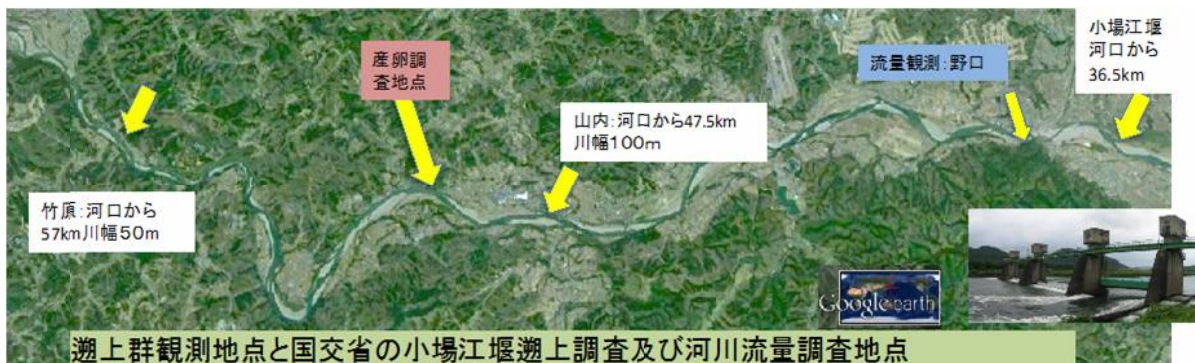 小場江堰
河口から
36.5km
産卵調
査地点
流量観測:野口
山内:河口から47.5km
川幅100m
竹原:河口から
57km川幅50m
Google earth
遡上群観測地点と国交省の小場江堰遡上調査及び河川流量調査地点